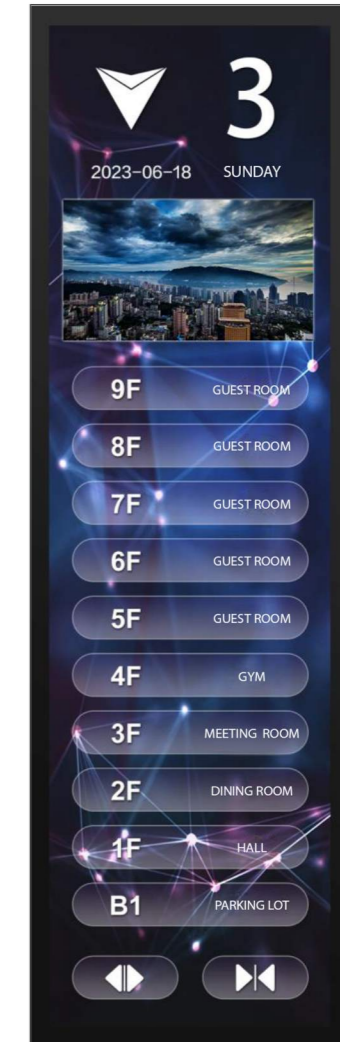 3
2023-06-18 SUNDAY
9F GUEST ROOM
8F GUEST ROOM
7F GUEST ROOM
6F GUEST ROOM
5F GUEST ROOM
4F GYM
3F MEETING ROOM
2F DINING ROOM
1F HALL
B1 PARKING LOT